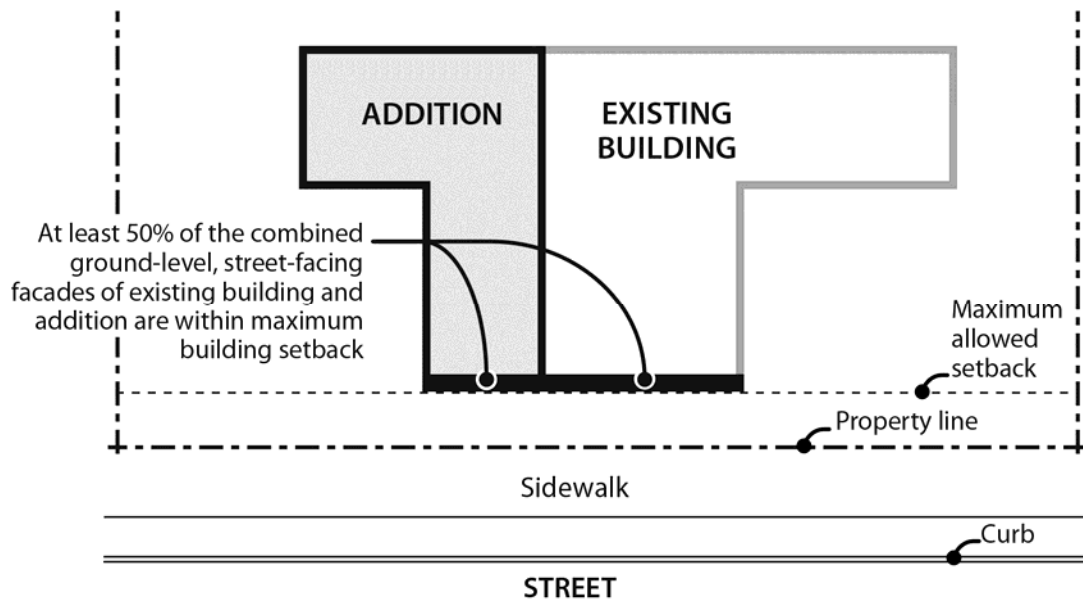 ADDITION
EXISTING
BUILDING
At least 50% of the combined
ground-level, street-facing
facades of existing building and
addition are within maximum
building setback
Maximum
allowed
setback
Property line
Sidewalk
Curb
STREET